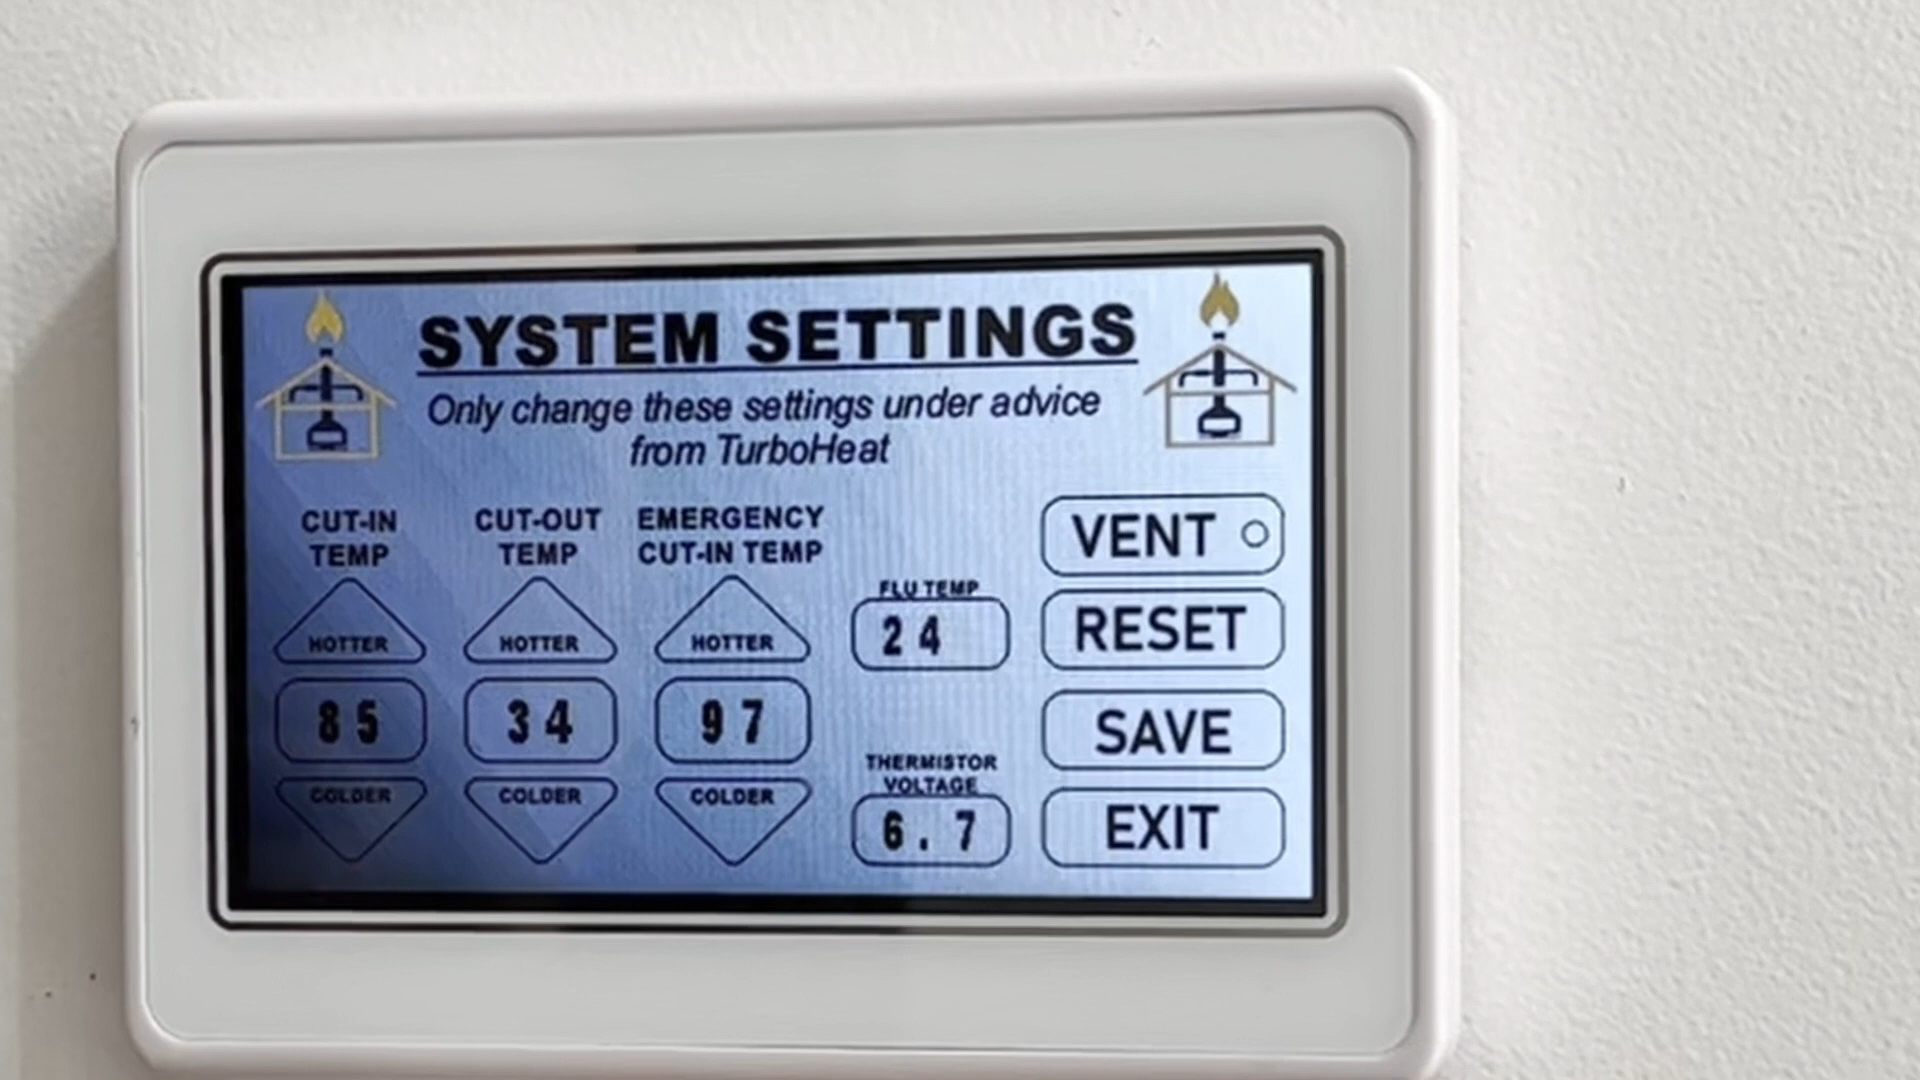 SYSTEM SETTINGS
Only change these settings under advice
from TurboHeat
CUT-IN
TEMP
HOTTER
85
COLDER
CUT-OUT
TEMP
HOTTER
34
COLDER
EMERGENCY
CUT-IN TEMP
HOTTER
97
COLDER
FLU TEMP
24
THERMISTOR
VOLTAGE
6.7
VENT
RESET
SAVE
EXIT